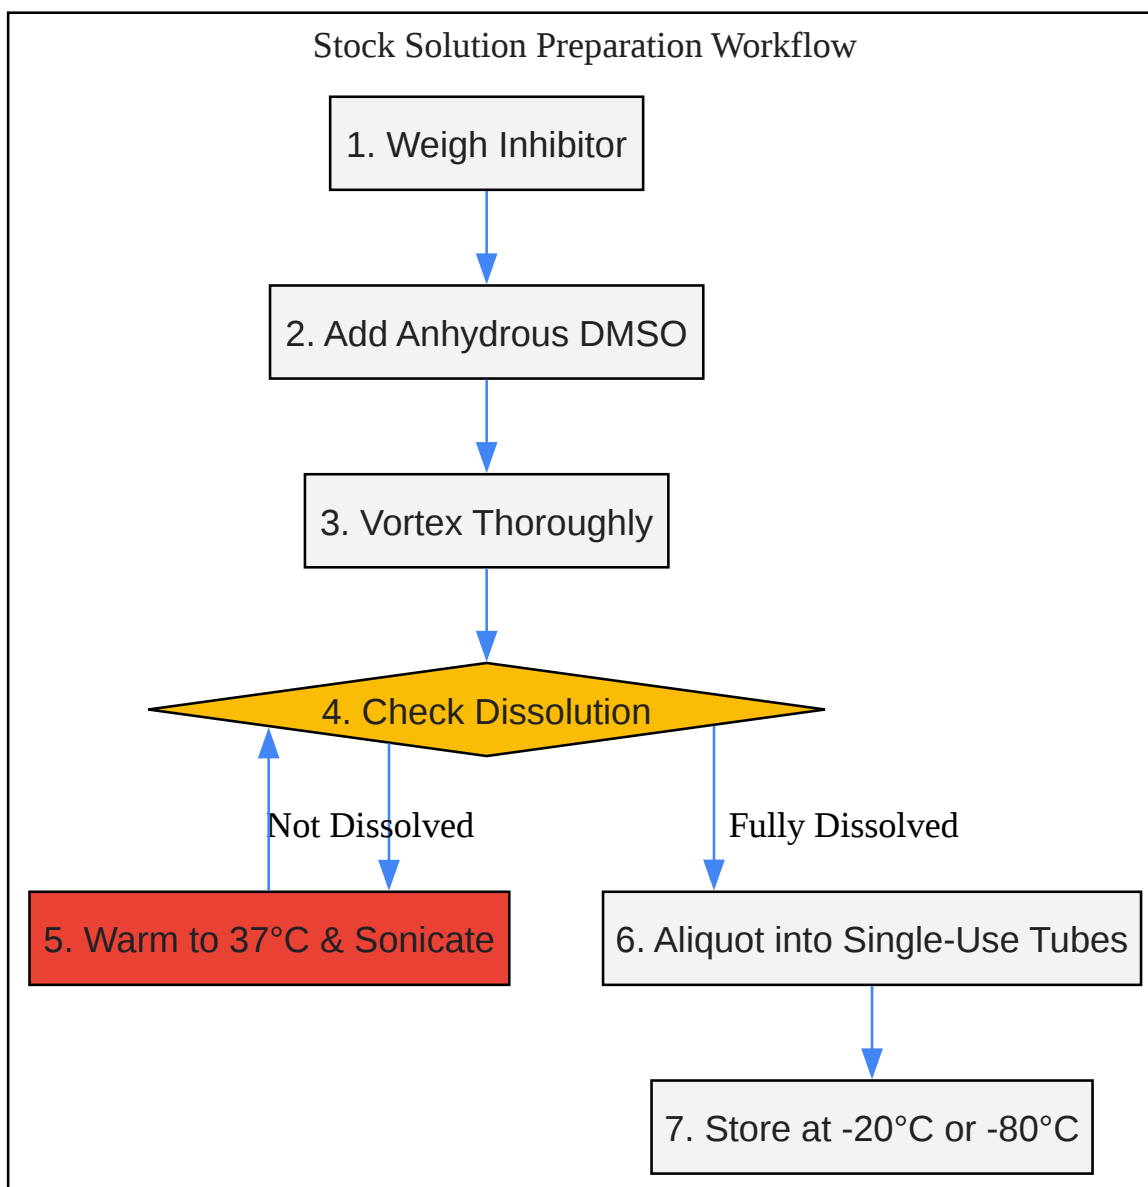 Stock Solution Preparation Workflow
1. Weigh Inhibitor
2. Add Anhydrous DMSO
3. Vortex Thoroughly
4. Check Dissolution
Not Dissolved
Fully Dissolved
5. Warm to 37°C & Sonicate
6. Aliquot into Single-Use Tubes
7. Store at -20°C or -80°C